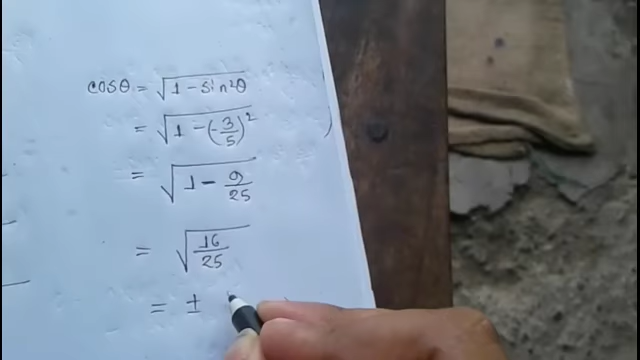 cosθ = √1 - sin²θ
= √1 - (-3/5)²
= √1 - 9/25
= √16/25
= ±